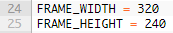 24 FRAME_WIDTH = 320
25 FRAME_HEIGHT = 240